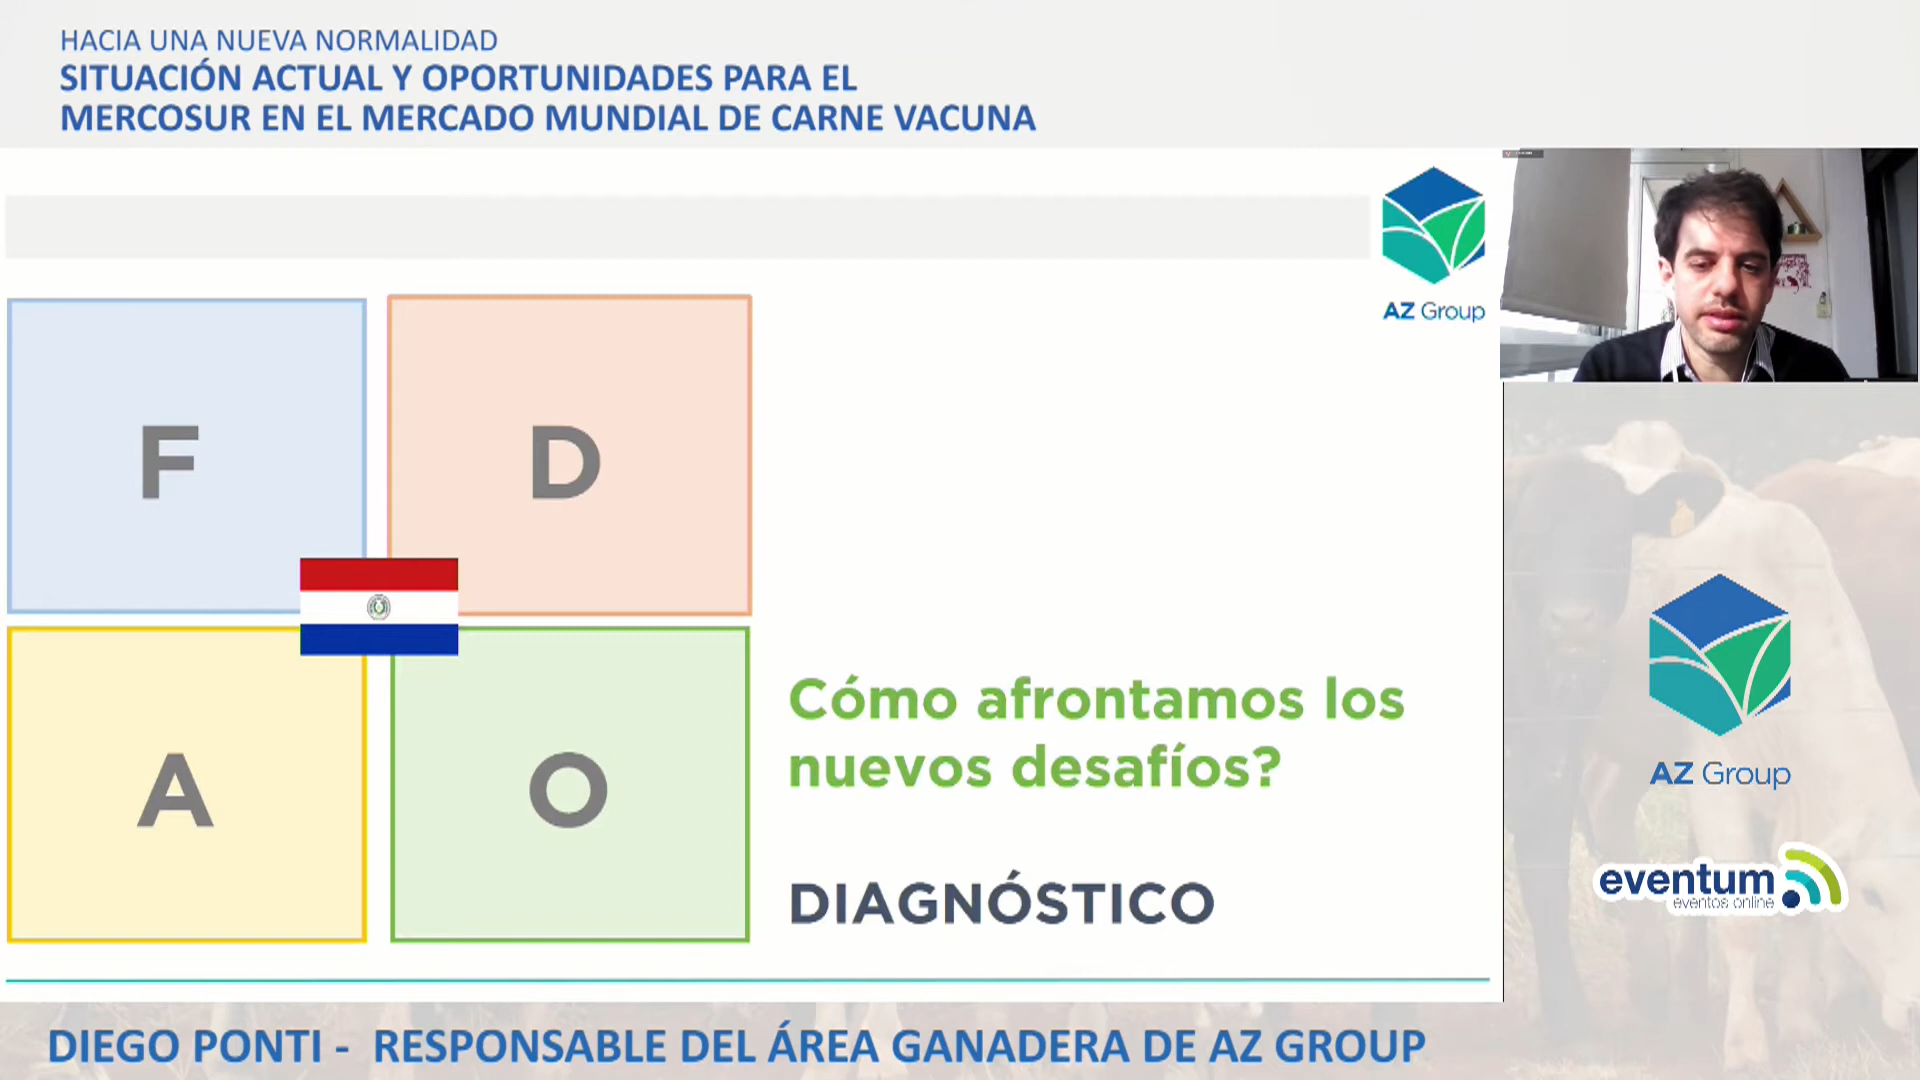 HACIA UNA NUEVA NORMALIDAD
SITUACIÓN ACTUAL Y OPORTUNIDADES PARA EL
MERCOSUR EN EL MERCADO MUNDIAL DE CARNE VACUNA
AZ Group
F
D
A
O
Cómo afrontamos los
nuevos desafíos?
DIAGNÓSTICO
AZ Group
eventum
eventos online
DIEGO PONTI - RESPONSABLE DEL ÁREA GANADERA DE AZ GROUP